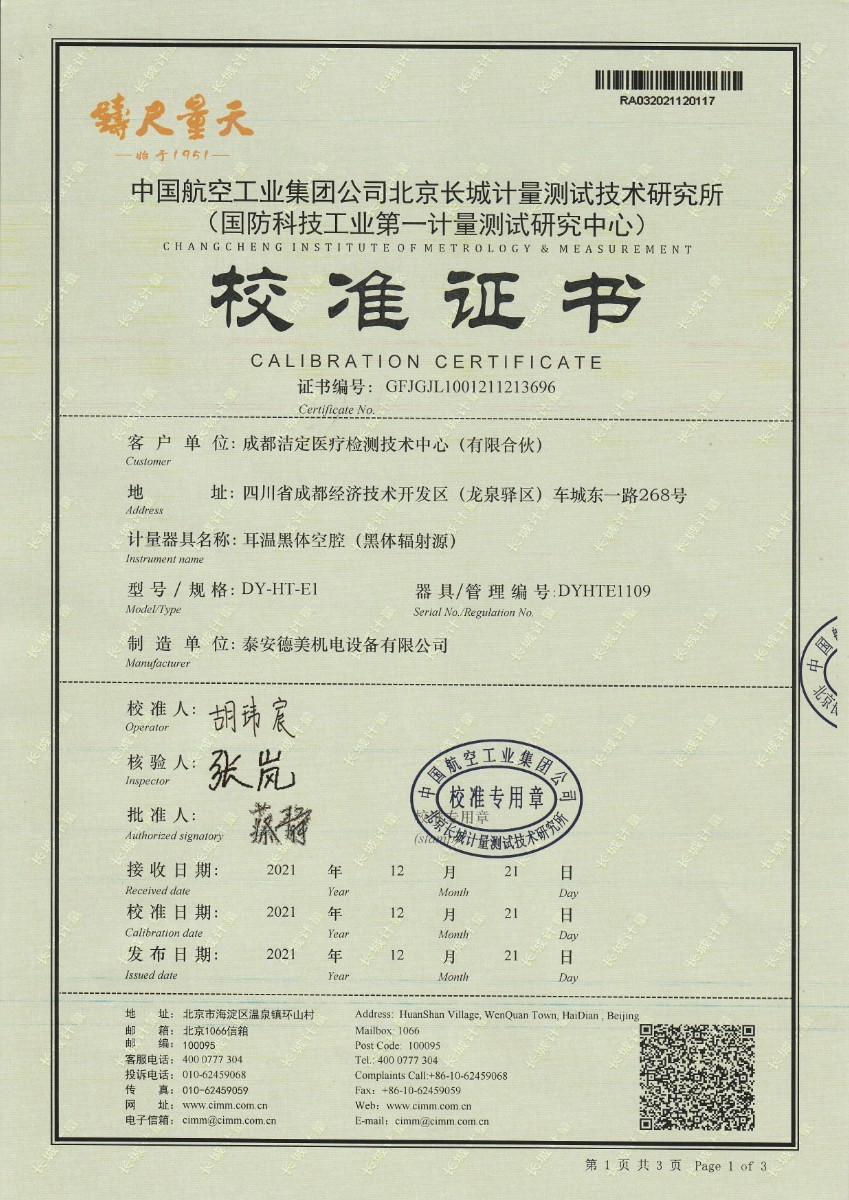 RA032021120117
鑄尺量天
始于1951
中国航空工业集团公司北京长城计量测试技术研究所
（国防科技工业第一计量测试研究中心）
CHANGCHENG INSTITUTE OF METROLOGY & MEASUREMENT
校准证书
CALIBRATION CERTIFICATE
证书编号： GFJGJL1001211213696
Certificate No.
客户单位: 成都洁定医疗检测技术中心（有限合伙）
Customer
地址: 四川省成都经济技术开发区（龙泉驿区）车城东一路268号
Address
计量器具名称: 耳温黑体空腔（黑体辐射源）
Instrument name
型号/规格: DY-HT-E1 器具/管理编号:DYHTE1109
Model/Type Serial No./Regulation No.
制造单位: 泰安德美机电设备有限公司
Manufacturer
校准人: 胡玮宸
Operator
核验人: 张岚
Inspector
批准人:
Authorized signatory
中国航空工业集团公司
校准专用章
北京长城计量测试技术研究所
校准专用章
(stamp)
中国
北京长
接收日期: 2021 年 12 月 21 日
Received date Year Month Day
校准日期: 2021 年 12 月 21 日
Calibration date Year Month Day
发布日期: 2021 年 12 月 21 日
Issued date Year Month Day
地址： 北京市海淀区温泉镇环山村 Address: HuanShan Village, WenQuan Town, HaiDian , Beijing
邮箱： 北京1066信箱 Mailbox: 1066
邮编： 100095 Post Code: 100095
客服电话： 400 0777 304 Tel.: 400 0777 304
投诉电话： 010-62459068 Complaints Call:+86-10-62459068
传真： 010-62459059 Fax: +86-10-62459059
网址： www.cimm.com.cn Web: www.cimm.com.cn
电子信箱： cimm@cimm.com.cn E-mail: cimm@cimm.com.cn
第 1 页 共 3 页 Page 1 of 3
长城计量